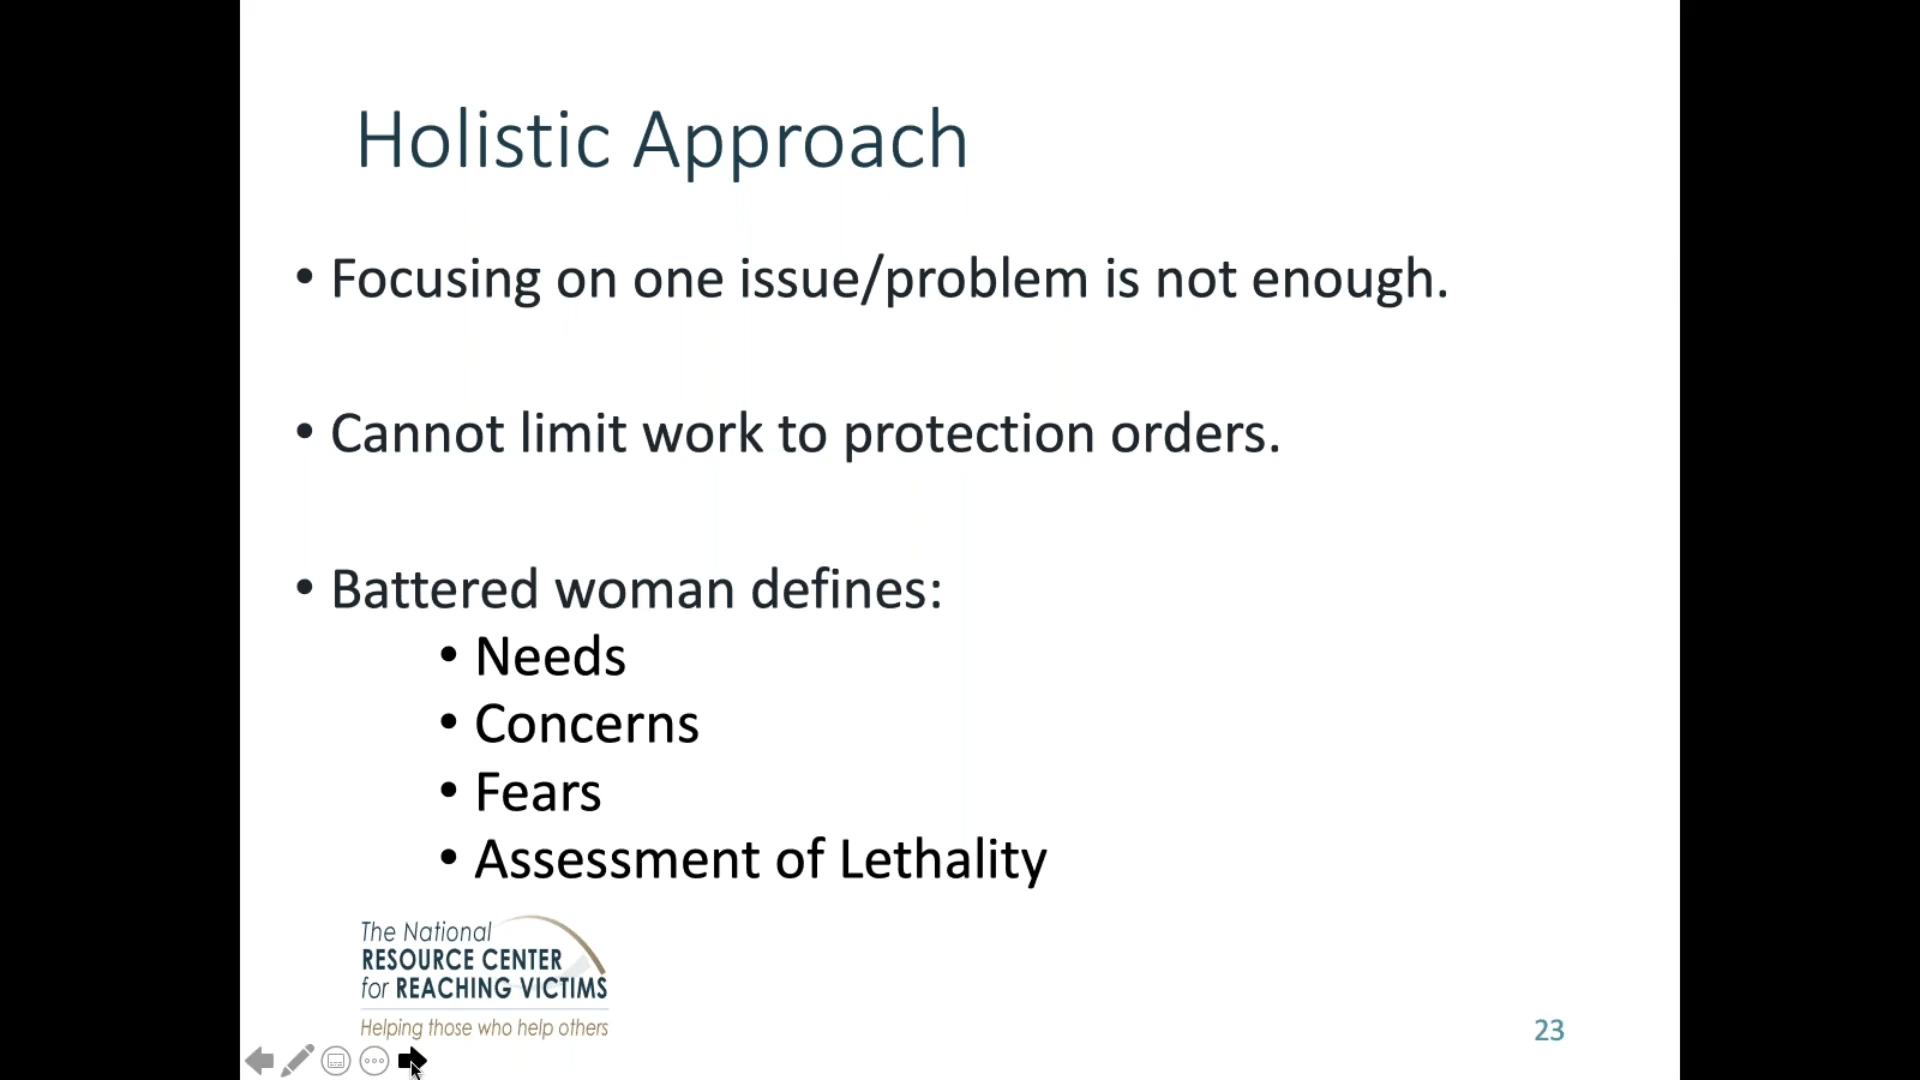 Holistic Approach
• Focusing on one issue/problem is not enough.
• Cannot limit work to protection orders.
• Battered woman defines:
• Needs
• Concerns
• Fears
• Assessment of Lethality
The National
RESOURCE CENTER
for REACHING VICTIMS
Helping those who help others
23